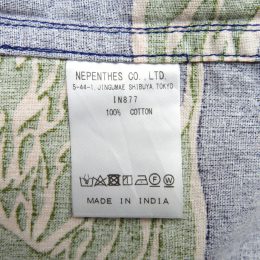 NEPENTHES CO., LTD.
5-44-1, JINGUMAE SHIBUYA, TOKYO
IN877
100% COTTON
MADE IN INDIA